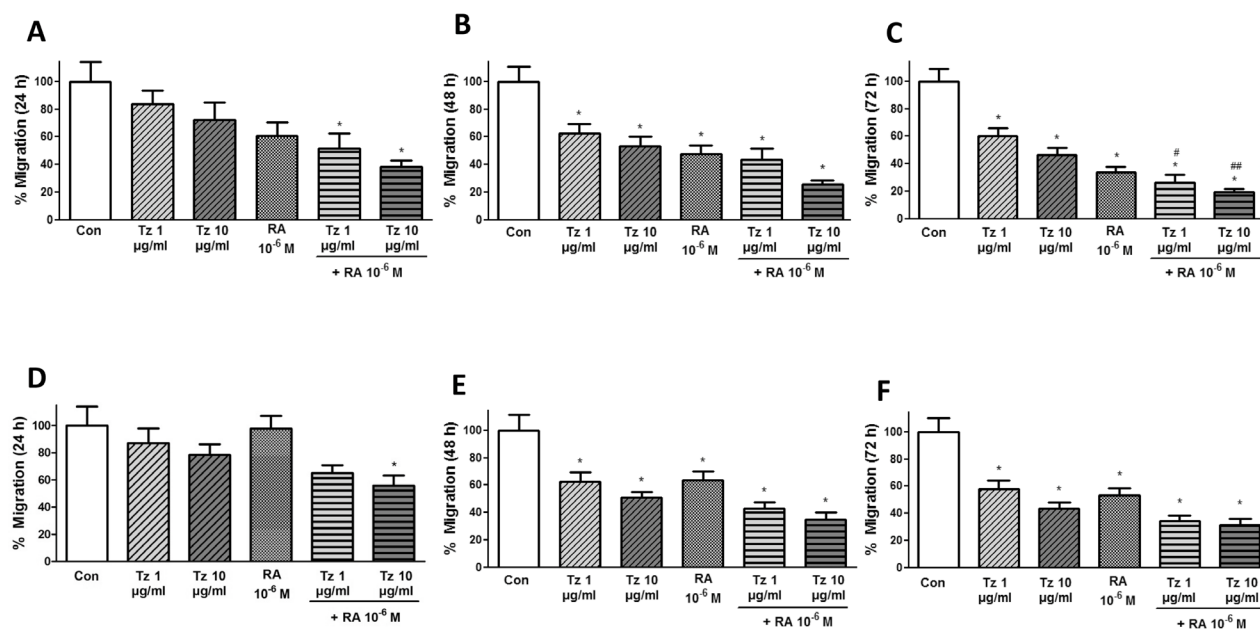 A
% Migratión (24 h)
100
80
60
40
20
0
*
*
Con
Tz 1
µg/ml
Tz 10
µg/ml
RA
10-6 M
Tz 1
µg/ml
Tz 10
µg/ml
+ RA 10-6 M
B
% Migration (48 h)
100
80
60
40
20
0
*
*
*
*
*
Con
Tz 1
µg/ml
Tz 10
µg/ml
RA
10-6 M
Tz 1
µg/ml
Tz 10
µg/ml
+ RA 10-6 M
C
% Migration (72 h)
100
80
60
40
20
0
*
*
*
#
*
##
*
Con
Tz 1
µg/ml
Tz 10
µg/ml
RA
10-6 M
Tz 1
µg/ml
Tz 10
µg/ml
+ RA 10-6 M
D
% Migration (24 h)
100
80
60
40
20
0
*
Con
Tz 1
µg/ml
Tz 10
µg/ml
RA
10-6 M
Tz 1
µg/ml
Tz 10
µg/ml
+ RA 10-6 M
E
% Migration (48 h)
100
80
60
40
20
0
*
*
*
*
*
Con
Tz 1
µg/ml
Tz 10
µg/ml
RA
10-6 M
Tz 1
µg/ml
Tz 10
µg/ml
+ RA 10-6 M
F
% Migration (72 h)
100
80
60
40
20
0
*
*
*
*
*
Con
Tz 1
µg/ml
Tz 10
µg/ml
RA
10-6 M
Tz 1
µg/ml
Tz 10
µg/ml
+ RA 10-6 M